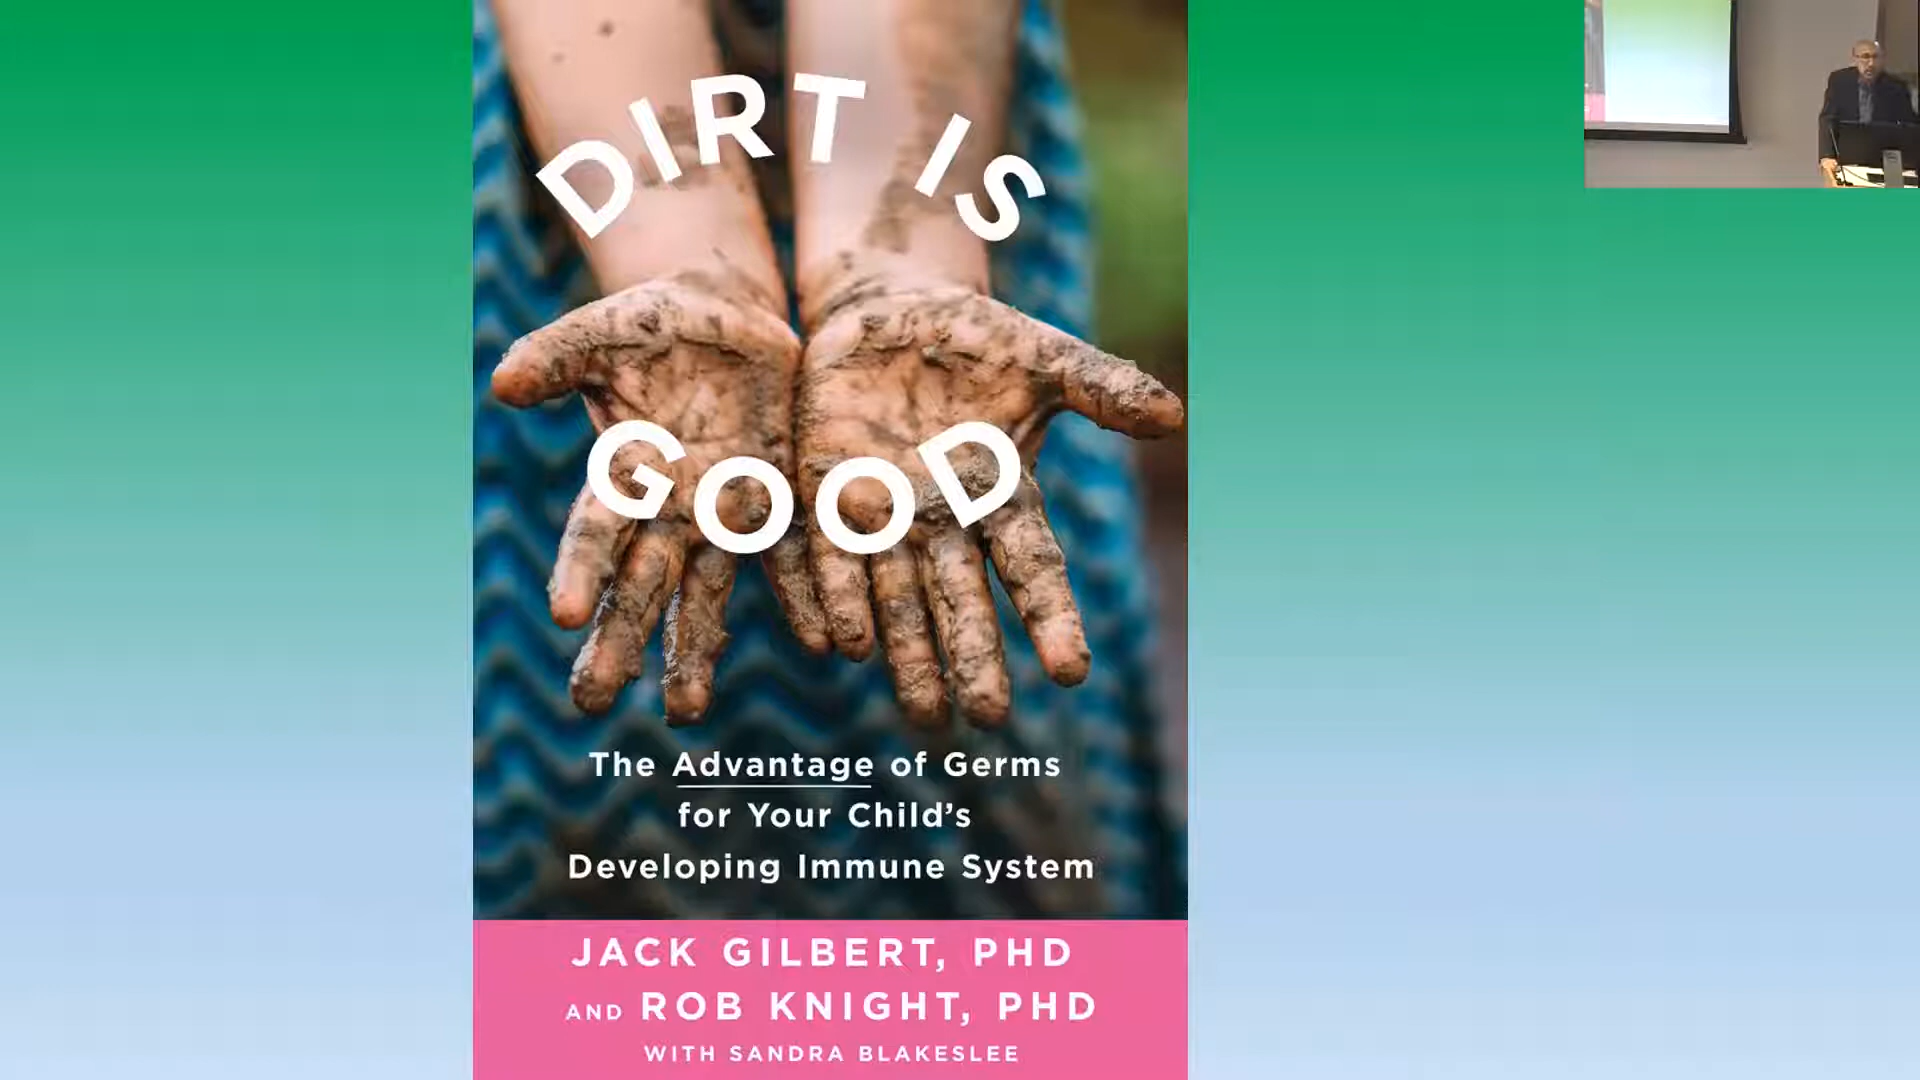 DIRT IS
GOOD
The Advantage of Germs
for Your Child's
Developing Immune System
JACK GILBERT, PHD
AND ROB KNIGHT, PHD
WITH SANDRA BLAKESLEE